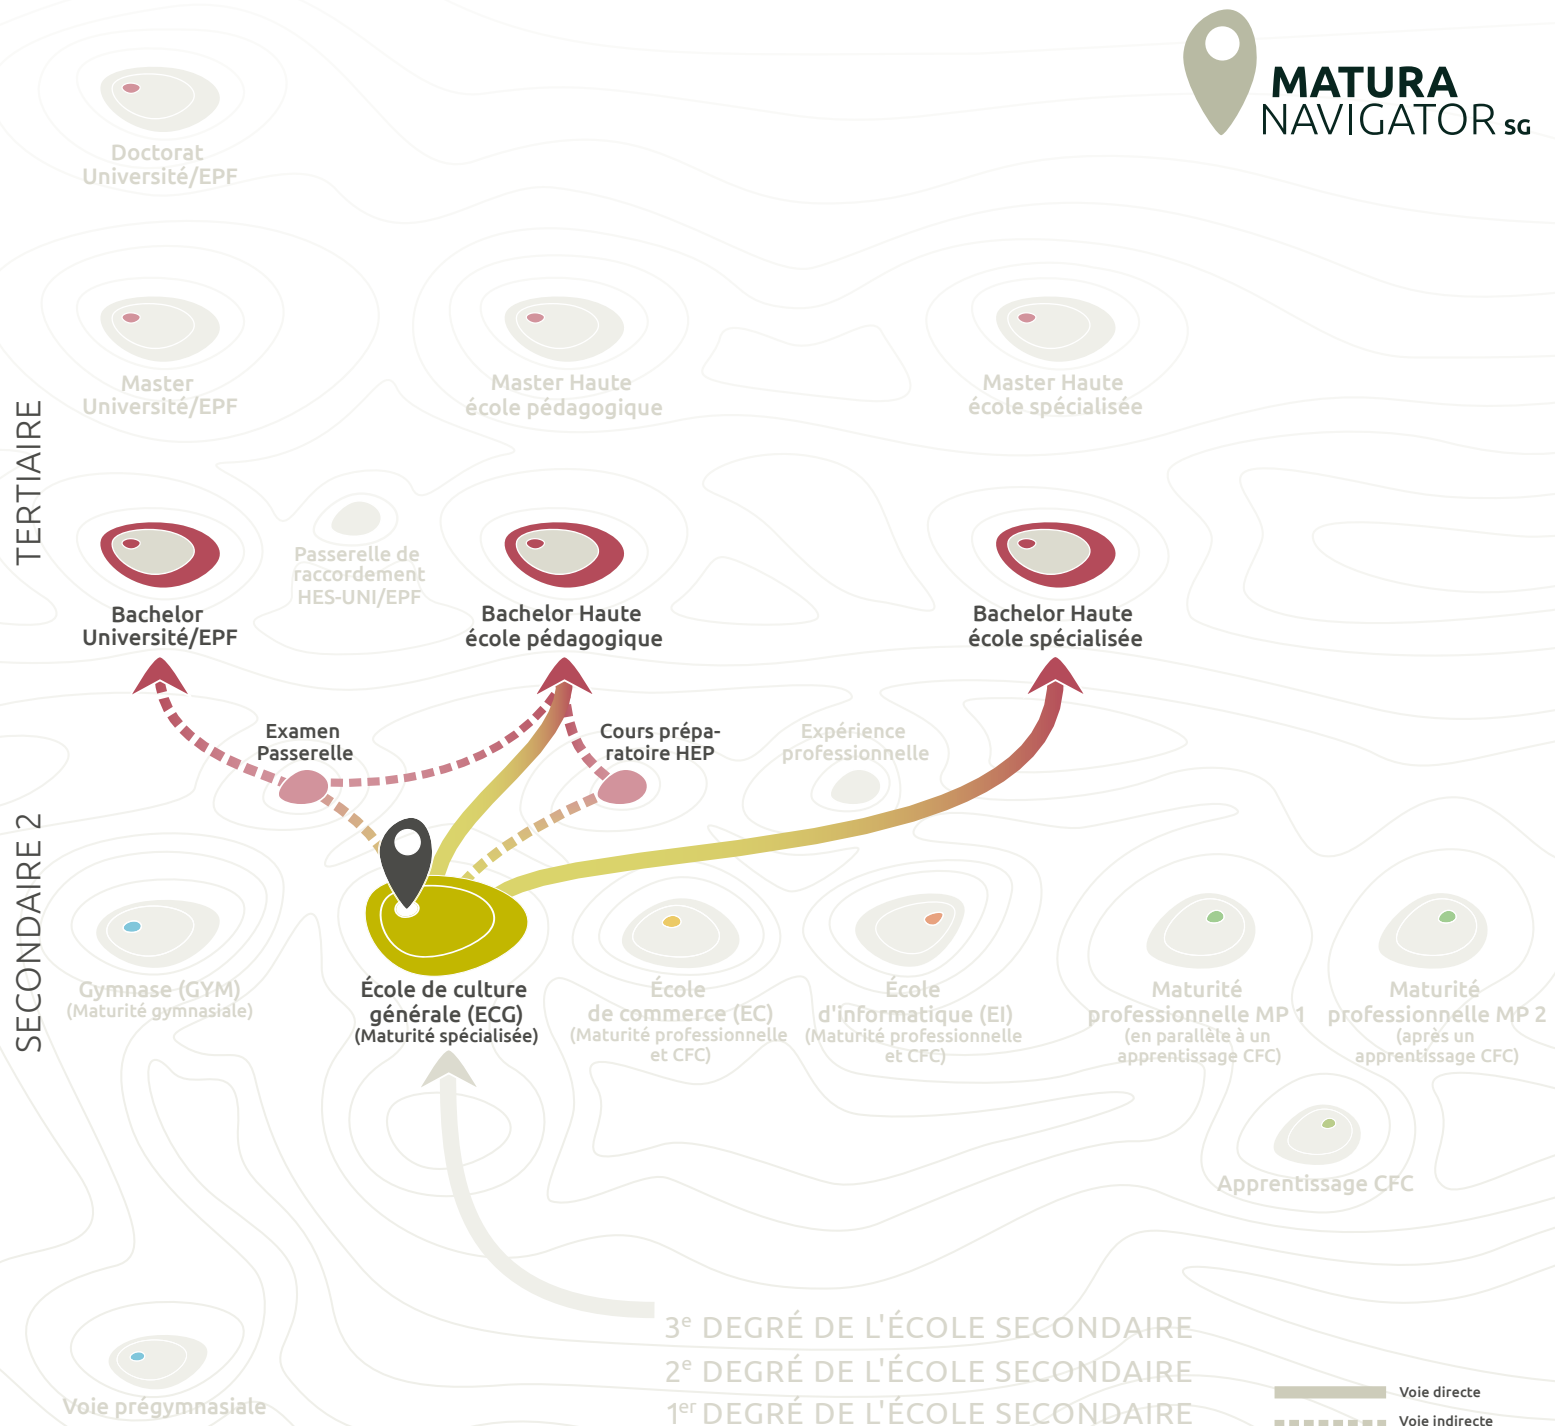 MATURA
NAVIGATOR SG
Doctorat
Université/EPF
Master
Université/EPF
Master Haute
école pédagogique
Master Haute
école spécialisée
TERTIAIRE
Passerelle de
raccordement
HES-UNI/EPF
Bachelor
Université/EPF
Bachelor Haute
école pédagogique
Bachelor Haute
école spécialisée
Examen
Passerelle
Cours prépa-
ratoire HEP
Expérience
professionnelle
SECONDAIRE 2
Gymnase (GYM)
(Maturité gymnasiale)
École de culture
générale (ECG)
(Maturité spécialisée)
École
de commerce (EC)
(Maturité professionnelle
et CFC)
École
d'informatique (EI)
(Maturité professionnelle
et CFC)
Maturité
professionnelle MP 1
(en parallèle à un
apprentissage CFC)
Maturité
professionnelle MP 2
(après un
apprentissage CFC)
Apprentissage CFC
3e DEGRÉ DE L'ÉCOLE SECONDAIRE
2e DEGRÉ DE L'ÉCOLE SECONDAIRE
1er DEGRÉ DE L'ÉCOLE SECONDAIRE
Voie prégymnasiale
Voie directe
Voie indirecte